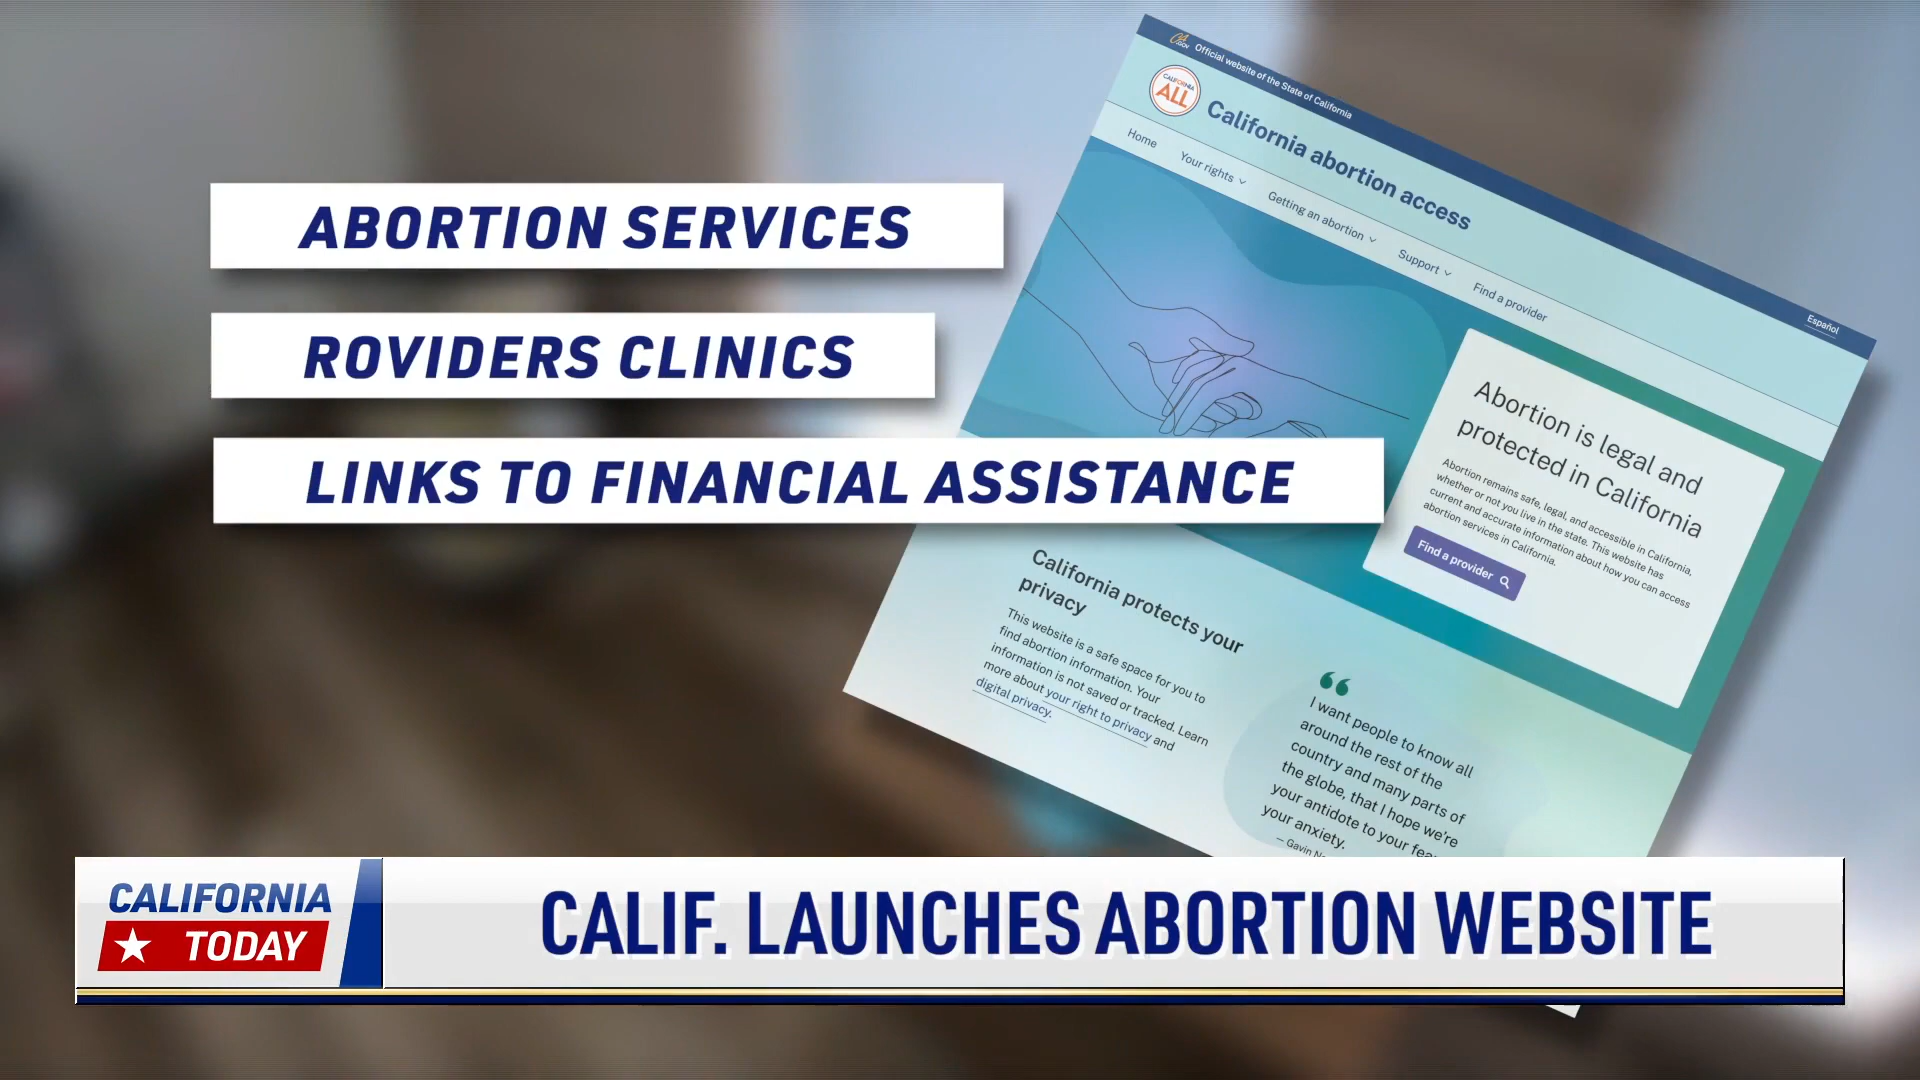 CA.GOV Official website of the State of California
Español
CALIFORNIA
ALL
California abortion access
Home Your rights Getting an abortion Support Find a provider
ABORTION SERVICES
ROVIDERS CLINICS
LINKS TO FINANCIAL ASSISTANCE
Abortion is legal and
protected in California
Abortion remains safe, legal, and accessible in California,
whether or not you live in the state. This website has
current and accurate information about how you can access
abortion services in California.
Find a provider
California protects your
privacy
This website is a safe space for you to
find abortion information. Your
information is not saved or tracked. Learn
more about your right to privacy and
digital privacy.
“
I want people to know all
around the rest of the
country and many parts of
the globe, that I hope we're
your antidote to your fear
your anxiety.
– Gavin
CALIFORNIA
TODAY
CALIF. LAUNCHES ABORTION WEBSITE